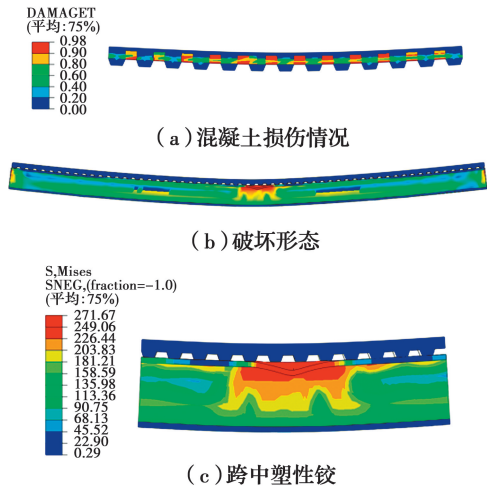 DAMAGET
(平均:75%)
0.98
0.90
0.80
0.60
0.40
0.20
0.00
(a)混凝土损伤情况
(b)破坏形态
S,Mises
SNEG,(fraction=-1.0)
(平均:75%)
271.67
249.06
226.44
203.83
181.21
158.59
135.98
113.36
90.75
68.13
45.52
22.90
0.29
(c)跨中塑性铰